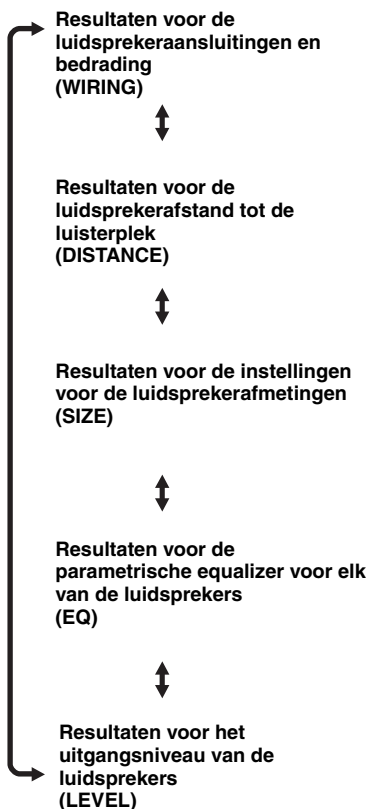 Resultaten voor de
luidsprekeraansluitingen en
bedrading
(WIRING)
Resultaten voor de
luidsprekerafstand tot de
luisterplek
(DISTANCE)
Resultaten voor de instellingen
voor de luidsprekerafmetingen
(SIZE)
Resultaten voor de
parametrische equalizer voor elk
van de luidsprekers
(EQ)
Resultaten voor het
uitgangsniveau van de
luidsprekers
(LEVEL)